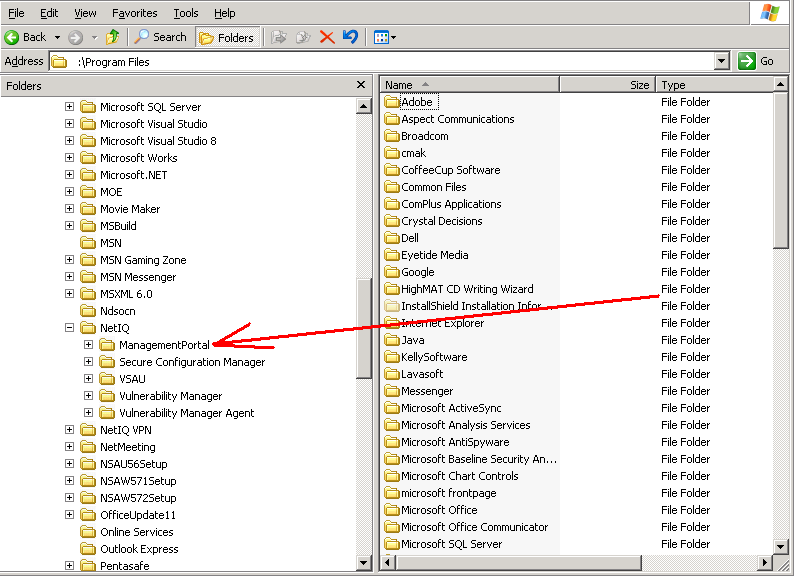 File Edit View Favorites Tools Help
Back Search Folders
Address :\Program Files Go
Folders
Microsoft SQL Server
Microsoft Visual Studio
Microsoft Visual Studio 8
Microsoft Works
Microsoft.NET
MOE
Movie Maker
MSBuild
MSN
MSN Gaming Zone
MSN Messenger
MSXML 6.0
Ndsocn
NetIQ
ManagementPortal
Secure Configuration Manager
VSAU
Vulnerability Manager
Vulnerability Manager Agent
NetIQ VPN
NetMeeting
NSAU56Setup
NSAW571Setup
NSAW572Setup
OfficeUpdate11
Online Services
Outlook Express
Pentasafe
Name Size Type
Adobe File Folder
Aspect Communications File Folder
Broadcom File Folder
cmak File Folder
CoffeeCup Software File Folder
Common Files File Folder
ComPlus Applications File Folder
Crystal Decisions File Folder
Dell File Folder
Eyetide Media File Folder
Google File Folder
HighMAT CD Writing Wizard File Folder
InstallShield Installation Infor... File Folder
Internet Explorer File Folder
Java File Folder
KellySoftware File Folder
Lavasoft File Folder
Messenger File Folder
Microsoft ActiveSync File Folder
Microsoft Analysis Services File Folder
Microsoft AntiSpyware File Folder
Microsoft Baseline Security An... File Folder
Microsoft Chart Controls File Folder
microsoft frontpage File Folder
Microsoft Office File Folder
Microsoft Office Communicator File Folder
Microsoft SQL Server File Folder